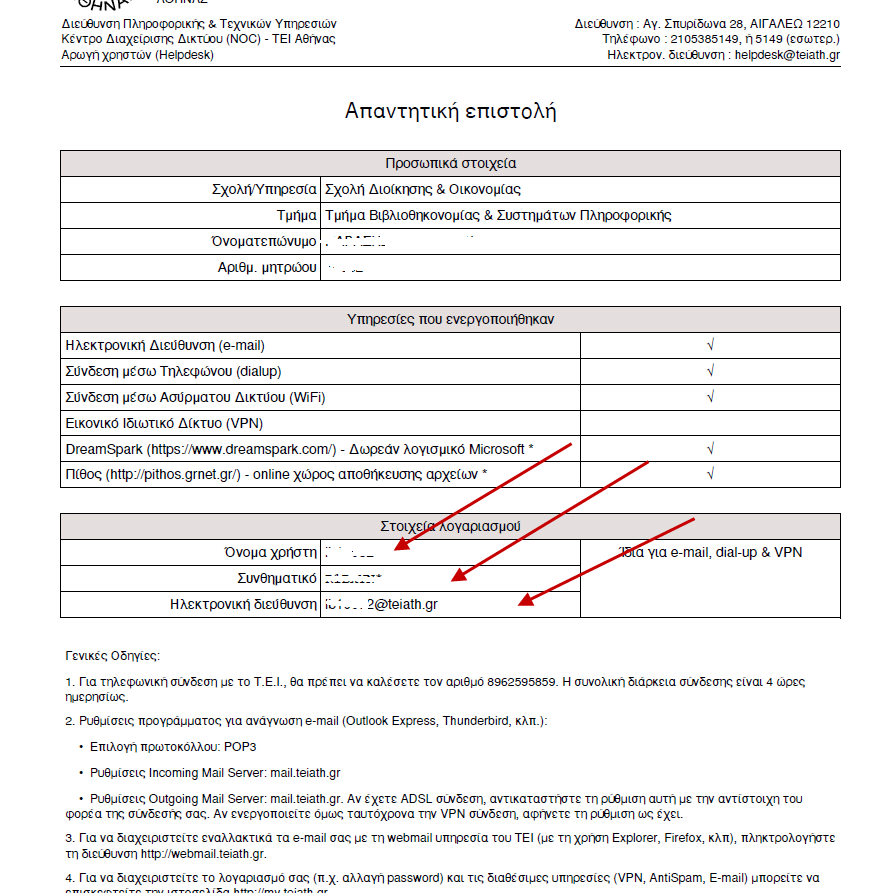 Διεύθυνση Πληροφορικής & Τεχνικών Υπηρεσιών
Κέντρο Διαχείρισης Δικτύου (NOC) - ΤΕΙ Αθήνας
Αρωγή χρηστών (Helpdesk)
Διεύθυνση : Αγ. Σπυρίδωνα 28, ΑΙΓΑΛΕΩ 12210
Τηλέφωνο : 2105385149, ή 5149 (εσωτερ.)
Ηλεκτρον. διεύθυνση : helpdesk@teiath.gr
Απαντητική επιστολή
Προσωπικά στοιχεία
Σχολή/Υπηρεσία Σχολή Διοίκησης & Οικονομίας
Τμήμα Τμήμα Βιβλιοθηκονομίας & Συστημάτων Πληροφορικής
Όνοματεπώνυμο
Αριθμ. μητρώου
Υπηρεσίες που ενεργοποιήθηκαν
Ηλεκτρονική Διεύθυνση (e-mail) √
Σύνδεση μέσω Τηλεφώνου (dialup) √
Σύνδεση μέσω Ασύρματου Δικτύου (WiFi) √
Εικονικό Ιδιωτικό Δίκτυο (VPN)
DreamSpark (https://www.dreamspark.com/) - Δωρεάν λογισμικό Microsoft * √
Πίθος (http://pithos.grnet.gr/) - online χώρος αποθήκευσης αρχείων * √
Στοιχεία λογαριασμού
Όνομα χρήστη Ίδια για e-mail, dial-up & VPN
Συνθηματικό
Ηλεκτρονική διεύθυνση 2@teiath.gr
Γενικές Οδηγίες:
1. Για τηλεφωνική σύνδεση με το Τ.Ε.Ι., θα πρέπει να καλέσετε τον αριθμό 8962595859. Η συνολική διάρκεια σύνδεσης είναι 4 ώρες
ημερησίως.
2. Ρυθμίσεις προγράμματος για ανάγνωση e-mail (Outlook Express, Thunderbird, κλπ.):
• Επιλογή πρωτοκόλλου: POP3
• Ρυθμίσεις Incoming Mail Server: mail.teiath.gr
• Ρυθμίσεις Outgoing Mail Server: mail.teiath.gr. Αν έχετε ADSL σύνδεση, αντικαταστήστε τη ρύθμιση αυτή με την αντίστοιχη του
φορέα της σύνδεσής σας. Αν ενεργοποιείτε όμως ταυτόχρονα την VPN σύνδεση, αφήνετε τη ρύθμιση ως έχει.
3. Για να διαχειριστείτε εναλλακτικά τα e-mail σας με τη webmail υπηρεσία του ΤΕΙ (με τη χρήση Explorer, Firefox, κλπ), πληκτρολογήστε
τη διεύθυνση http://webmail.teiath.gr.
4. Για να διαχειριστείτε το λογαριασμό σας (π.χ. αλλαγή password) και τις διαθέσιμες υπηρεσίες (VPN, AntiSpam, E-mail) μπορείτε να
επισκεφτείτε την ιστοσελίδα http://my.teiath.gr